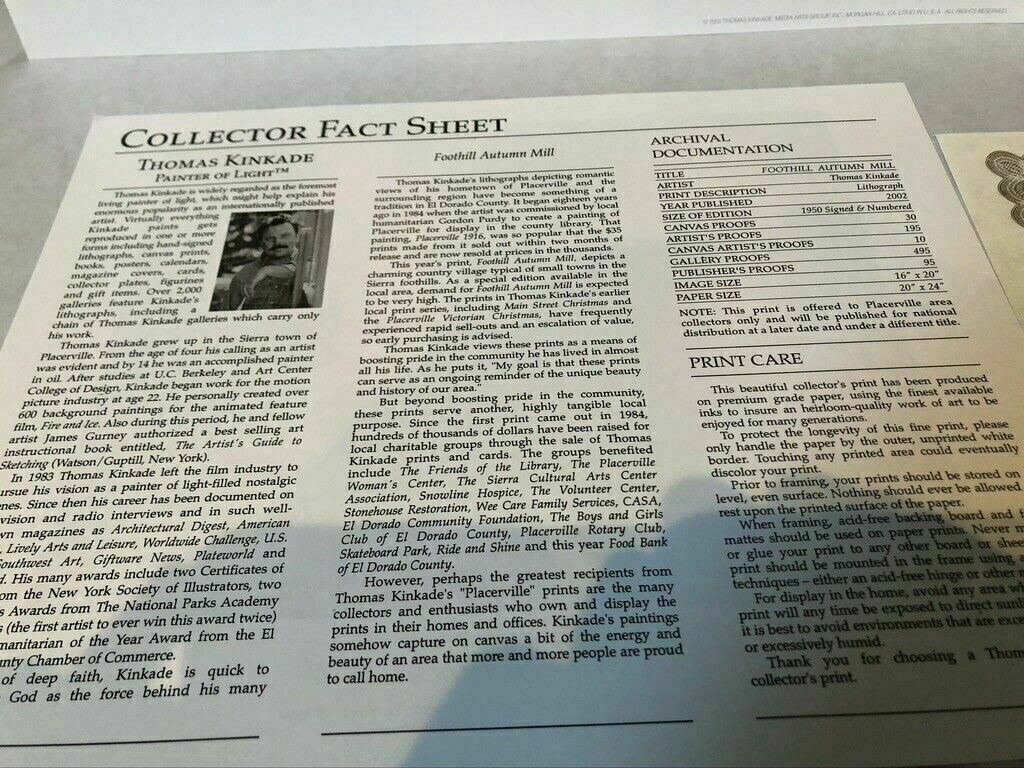 © 2002 THOMAS KINKADE, MEDIA ARTS GROUP, INC., MORGAN HILL, CA. LITHO IN U. S. A. ALL RIGHTS RESERVED.
COLLECTOR FACT SHEET
THOMAS KINKADE
PAINTER OF LIGHT™
Thomas Kinkade is widely regarded as the foremost
living painter of light, which might help explain his
enormous popularity as an internationally published
artist. Virtually everything
Kinkade paints gets
reproduced in one or more
forms including hand-signed
lithographs, canvas prints,
books, posters, calendars,
magazine covers, cards,
collector plates, figurines
and gift items. Over 2,000
galleries feature Kinkade's
lithographs, including a
chain of Thomas Kinkade galleries which carry only
his work.
Thomas Kinkade grew up in the Sierra town of
Placerville. From the age of four his calling as an artist
was evident and by 14 he was an accomplished painter
in oil. After studies at U.C. Berkeley and Art Center
College of Design, Kinkade began work for the motion
picture industry at age 22. He personally created over
600 background paintings for the animated feature
film, Fire and Ice. Also during this period, he and fellow
artist James Gurney authorized a best selling art
instructional book entitled, The Artist's Guide to
Sketching (Watson/Guptill, New York).
In 1983 Thomas Kinkade left the film industry to
ursue his vision as a painter of light-filled nostalgic
enes. Since then his career has been documented on
vision and radio interviews and in such well-
wn magazines as Architectural Digest, American
, Lively Arts and Leisure, Worldwide Challenge, U.S.
outhwest Art, Giftware News, Plateworld and
d. His many awards include two Certificates of
om the New York Society of Illustrators, two
s Awards from The National Parks Academy
s (the first artist to ever win this award twice)
manitarian of the Year Award from the El
unty Chamber of Commerce.
of deep faith, Kinkade is quick to
God as the force behind his many
Foothill Autumn Mill
Thomas Kinkade's lithographs depicting romantic
views of his hometown of Placerville and the
surrounding region have become something of a
tradition in El Dorado County. It began eighteen years
ago in 1984 when the artist was commissioned by local
humanitarian Gordon Purdy to create a painting of
Placerville for display in the county library. That
painting, Placerville 1916, was so popular that the $35
prints made from it sold out within two months of
release and are now resold at prices in the thousands.
This year's print, Foothill Autumn Mill, depicts a
charming country village typical of small towns in the
Sierra foothills. As a special edition available in the
local area, demand for Foothill Autumn Mill is expected
to be very high. The prints in Thomas Kinkade's earlier
local print series, including Main Street Christmas and
the Placerville Victorian Christmas, have frequently
experienced rapid sell-outs and an escalation of value,
so early purchasing is advised.
Thomas Kinkade views these prints as a means of
boosting pride in the community he has lived in almost
all his life. As he puts it, "My goal is that these prints
can serve as an ongoing reminder of the unique beauty
and history of our area."
But beyond boosting pride in the community,
these prints serve another, highly tangible local
purpose. Since the first print came out in 1984,
hundreds of thousands of dollars have been raised for
local charitable groups through the sale of Thomas
Kinkade prints and cards. The groups benefited
include The Friends of the Library, The Placerville
Woman's Center, The Sierra Cultural Arts Center
Association, Snowline Hospice, The Volunteer Center,
Stonehouse Restoration, Wee Care Family Services, CASA,
El Dorado Community Foundation, The Boys and Girls
Club of El Dorado County, Placerville Rotary Club,
Skateboard Park, Ride and Shine and this year Food Bank
of El Dorado County.
However, perhaps the greatest recipients from
Thomas Kinkade's "Placerville" prints are the many
collectors and enthusiasts who own and display the
prints in their homes and offices. Kinkade's paintings
somehow capture on canvas a bit of the energy and
beauty of an area that more and more people are proud
to call home.
ARCHIVAL
DOCUMENTATION
TITLE FOOTHILL AUTUMN MILL
ARTIST Thomas Kinkade
PRINT DESCRIPTION Lithograph
YEAR PUBLISHED 2002
SIZE OF EDITION 1950 Signed & Numbered
CANVAS PROOFS 30
ARTIST'S PROOFS 195
CANVAS ARTIST'S PROOFS 10
GALLERY PROOFS 495
PUBLISHER'S PROOFS 95
IMAGE SIZE 16" x 20"
PAPER SIZE 20" x 24"
NOTE: This print is offered to Placerville area
collectors only and will be published for national
distribution at a later date and under a different title.
PRINT CARE
This beautiful collector's print has been produced
on premium grade paper, using the finest available
inks to insure an heirloom-quality work of art to be
enjoyed for many generations.
To protect the longevity of this fine print, please
only handle the paper by the outer, unprinted white
border. Touching any printed area could eventually
discolor your print.
Prior to framing, your prints should be stored on
level, even surface. Nothing should ever be allowed
rest upon the printed surface of the paper.
When framing, acid-free backing board and f
mattes should be used on paper prints. Never m
or glue your print to any other board or shee
print should be mounted in the frame using a
techniques – either an acid-free hinge or other m
For display in the home, avoid any area wh
print will any time be exposed to direct sunl
it is best to avoid environments that are exce
or excessively humid.
Thank you for choosing a Thom
collector's print.